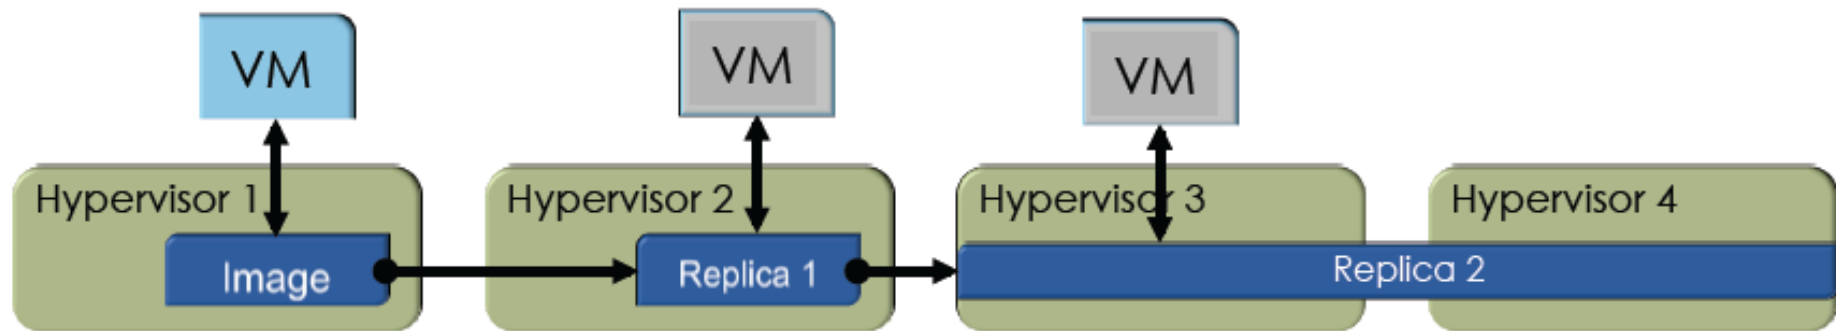 VM
VM
VM
Hypervisor 1
Hypervisor 2
Hypervisor 3
Hypervisor 4
Image
Replica 1
Replica 2